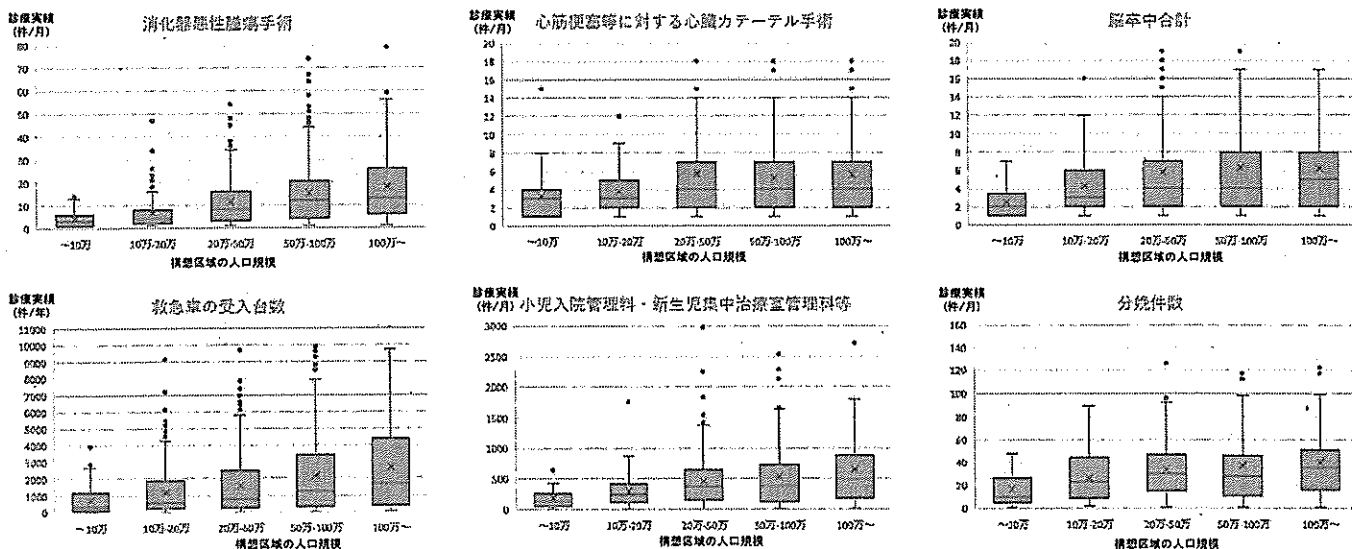 診療実績
(件/月)
消化器悪性腫瘍手術
80
70
60
50
40
30
20
10
0
～10万 10万-20万 20万-50万 50万-100万 100万～
構想区域の人口規模
診療実績
(件/月)
心筋梗塞等に対する心臓カテーテル手術
20
18
16
14
12
10
8
6
4
2
0
～10万 10万-20万 20万-50万 50万-100万 100万～
構想区域の人口規模
診療実績
(件/月)
脳卒中合計
20
18
16
14
12
10
8
6
4
2
0
～10万 10万-20万 20万-50万 50万-100万 100万～
構想区域の人口規模
診療実績
(件/年)
救急車の受入台数
11000
10000
9000
8000
7000
6000
5000
4000
3000
2000
1000
0
～10万 10万-20万 20万-50万 50万-100万 100万～
構想区域の人口規模
診療実績
(件/月)
小児入院管理料・新生児集中治療室管理料等
3000
2500
2000
1500
1000
500
0
～10万 10万-20万 20万-50万 50万-100万 100万～
構想区域の人口規模
診療実績
(件/月)
分娩件数
160
140
120
100
80
60
40
20
0
～10万 10万-20万 20万-50万 50万-100万 100万～
構想区域の人口規模